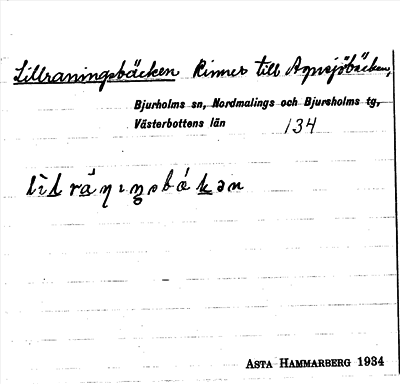 Lillraningsbäcken Rinner till Agnsjöbäcken,
Bjurholms sn, Nordmalings och Bjurholms tg,
Västerbottens län 134
ASTA HAMMARBERG 1934